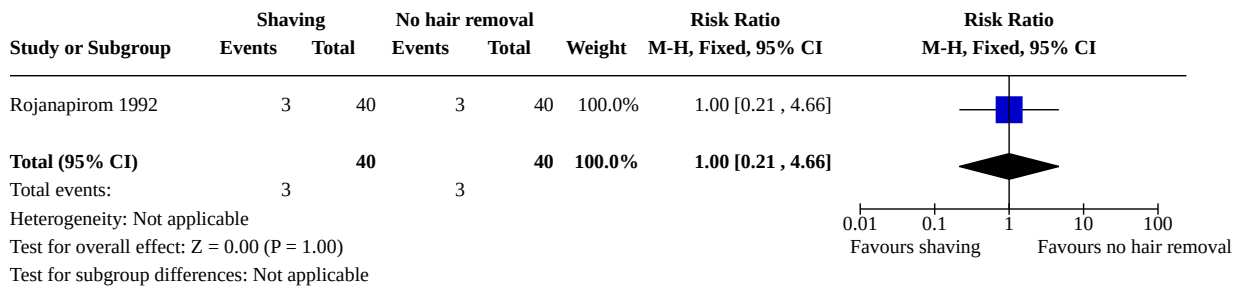 Shaving No hair removal Risk Ratio Risk Ratio
Study or Subgroup Events Total Events Total Weight M-H, Fixed, 95% CI M-H, Fixed, 95% CI
Rojanapirom 1992 3 40 3 40 100.0% 1.00 [0.21 , 4.66]
Total (95% CI) 40 40 100.0% 1.00 [0.21 , 4.66]
Total events: 3 3
Heterogeneity: Not applicable
0.01 0.1 1 10 100
Test for overall effect: Z = 0.00 (P = 1.00) Favours shaving Favours no hair removal
Test for subgroup differences: Not applicable